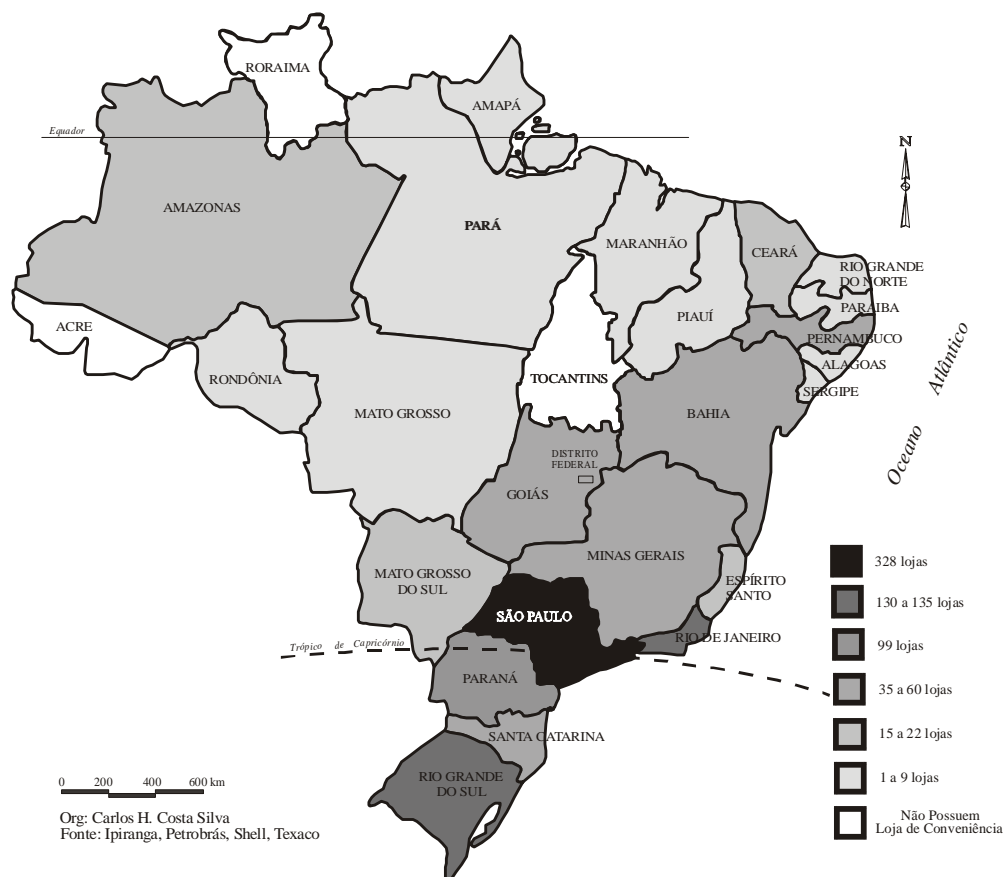 RORAIMA
AMAPÁ
Equador
N
AMAZONAS
PARÁ
MARANHÃO
CEARÁ
RIO GRANDE
DO NORTE
PARAIBA
PIAUÍ
ACRE
PERNAMBUCO
ALAGOAS
SERGIPE
RONDÔNIA
TOCANTINS
MATO GROSSO
BAHIA
Oceano Atlântico
DISTRITO
FEDERAL
GOIÁS
MINAS GERAIS
MATO GROSSO
DO SUL
ESPÍRITO
SANTO
SÃO PAULO
RIO DE JANEIRO
Trópico de Capricórnio
PARANÁ
SANTA CATARINA
RIO GRANDE
DO SUL
328 lojas
130 a 135 lojas
99 lojas
35 a 60 lojas
15 a 22 lojas
1 a 9 lojas
Não Possuem
Loja de Conveniência
0 200 400 600 km
Org: Carlos H. Costa Silva
Fonte: Ipiranga, Petrobrás, Shell, Texaco